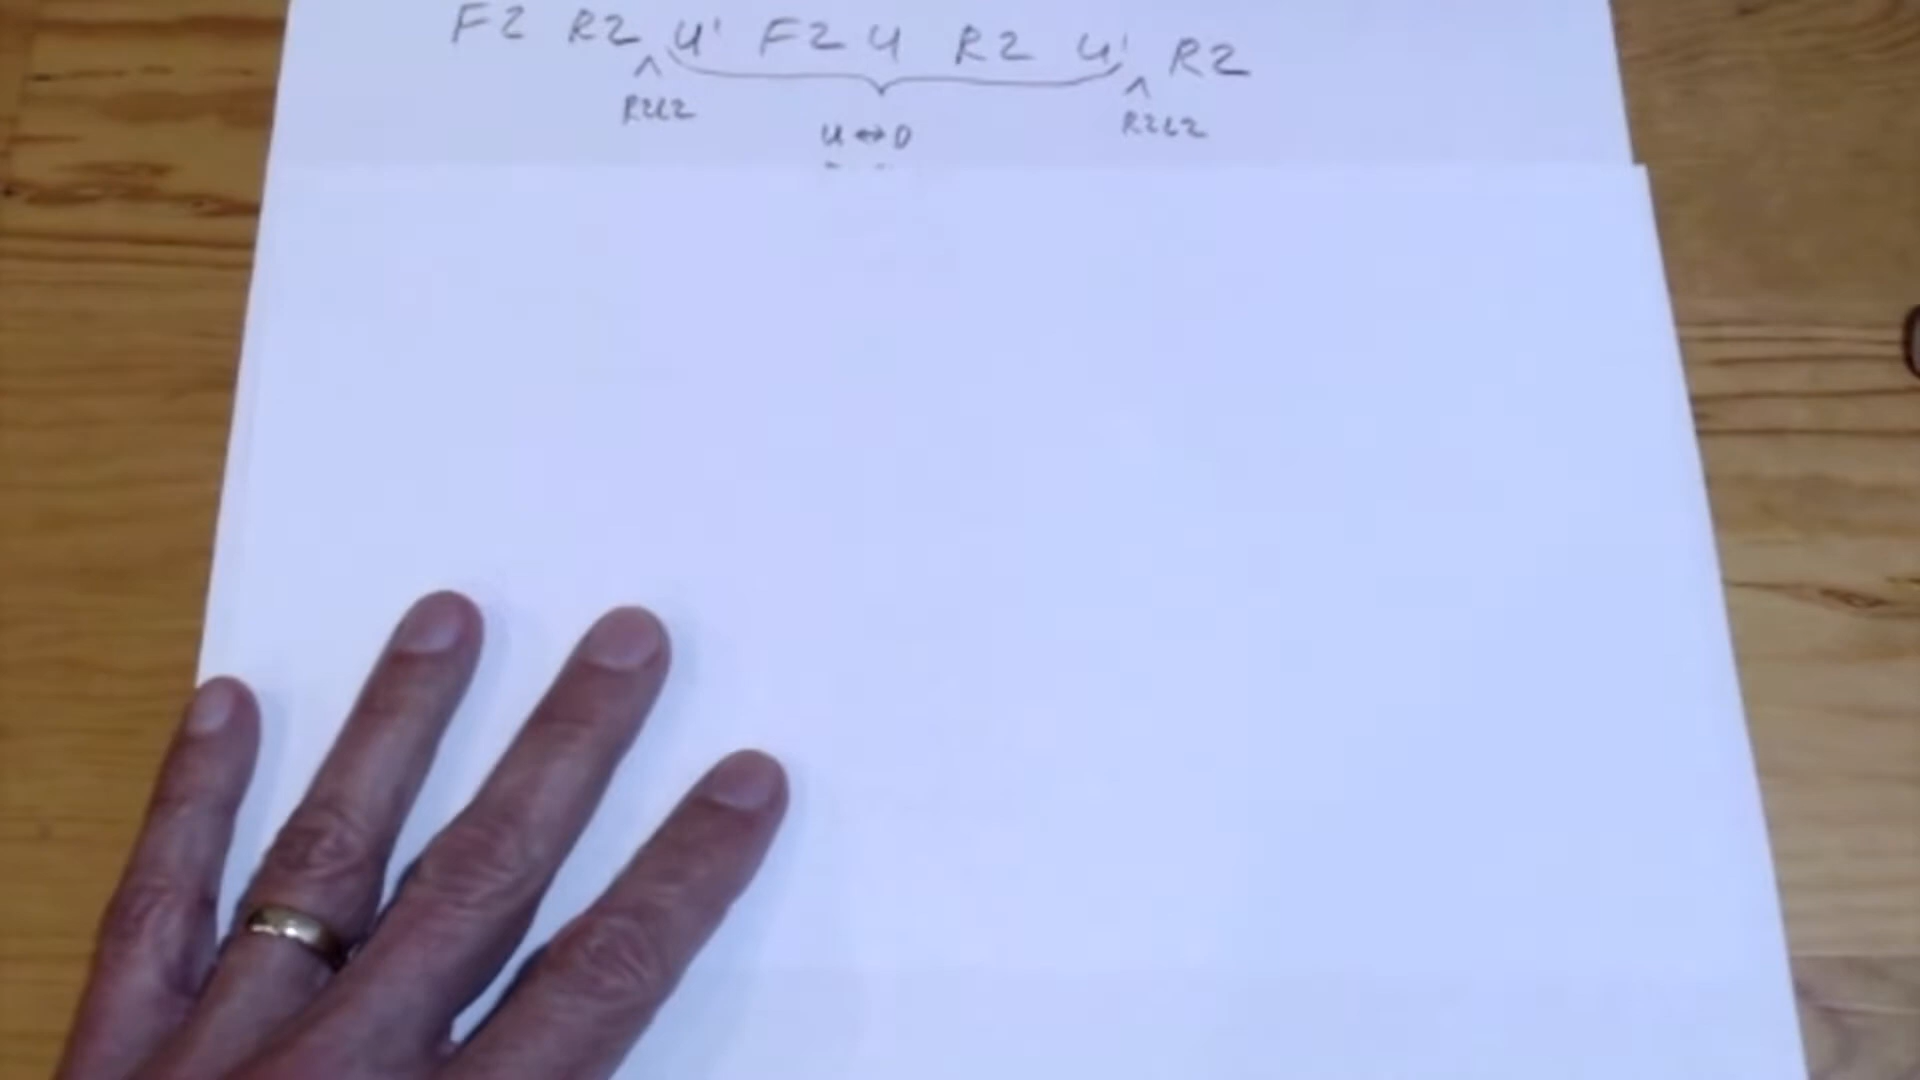 F2 R2 U' F2 U R2 U' R2
^ ^
R2L2 R2L2
U ↔ D